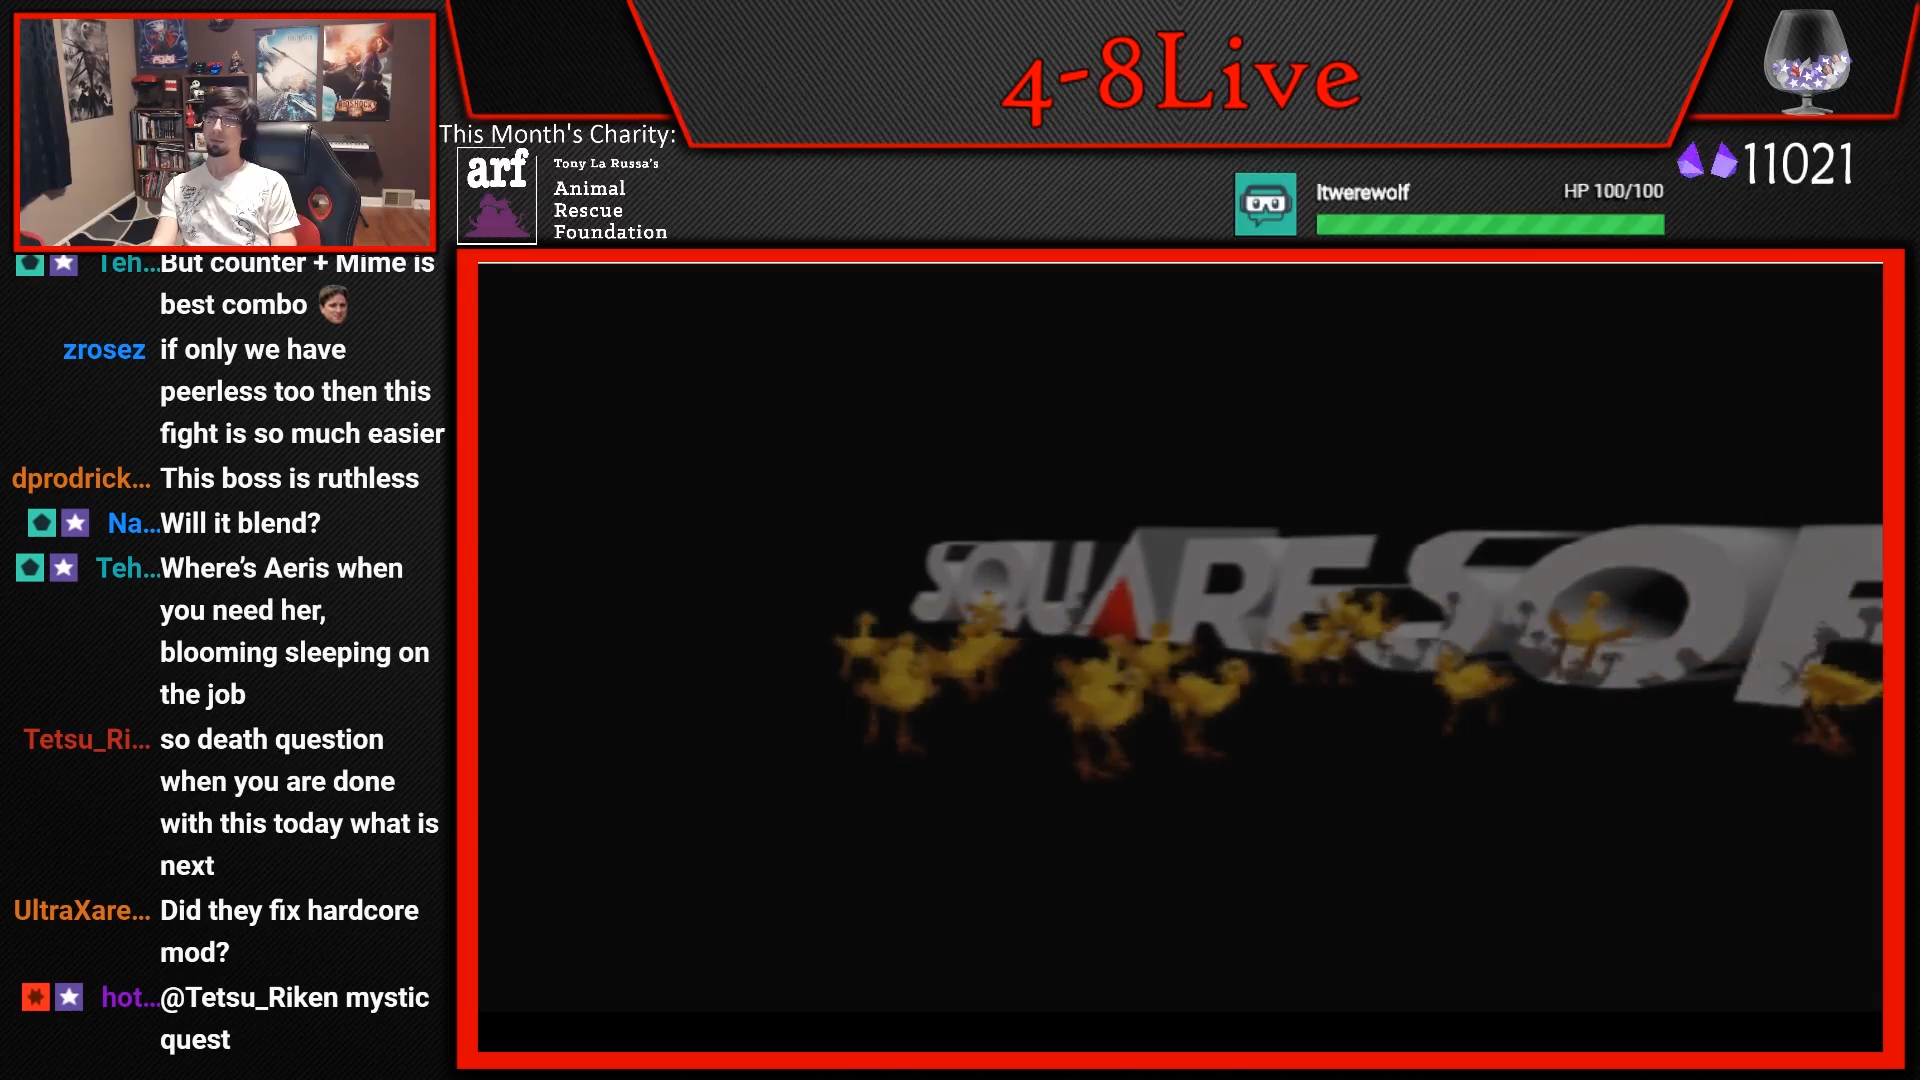 4-8Live
This Month's Charity:
arf
Tony La Russa's
Animal
Rescue
Foundation
Itwerewolf
HP 100/100
11021
BIOSHOCK
Teh... But counter + Mime is
best combo
zrosez if only we have
peerless too then this
fight is so much easier
dprodrick... This boss is ruthless
Na... Will it blend?
Teh... Where's Aeris when
you need her,
blooming sleeping on
the job
Tetsu_Ri... so death question
when you are done
with this today what is
next
UltraXare... Did they fix hardcore
mod?
hot... @Tetsu_Riken mystic
quest
SQUARESOF